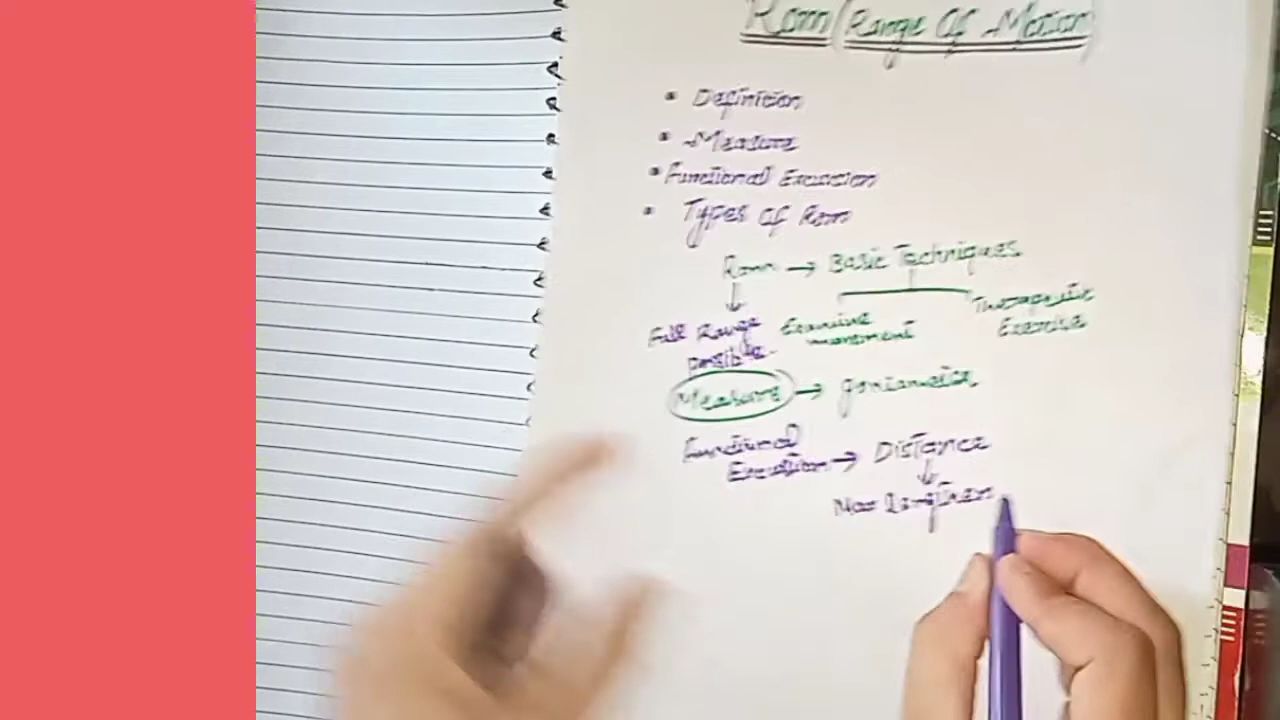 Rom (Range Of Motion)
• Definition
• Measure
• Functional Excursion
• Types Of Rom
Rom → Basic Techniques
Full Range possible
Examine movement
Therapeutic Exercise
Measure → goniometer
Functional Excursion → Distance
Max lengthen